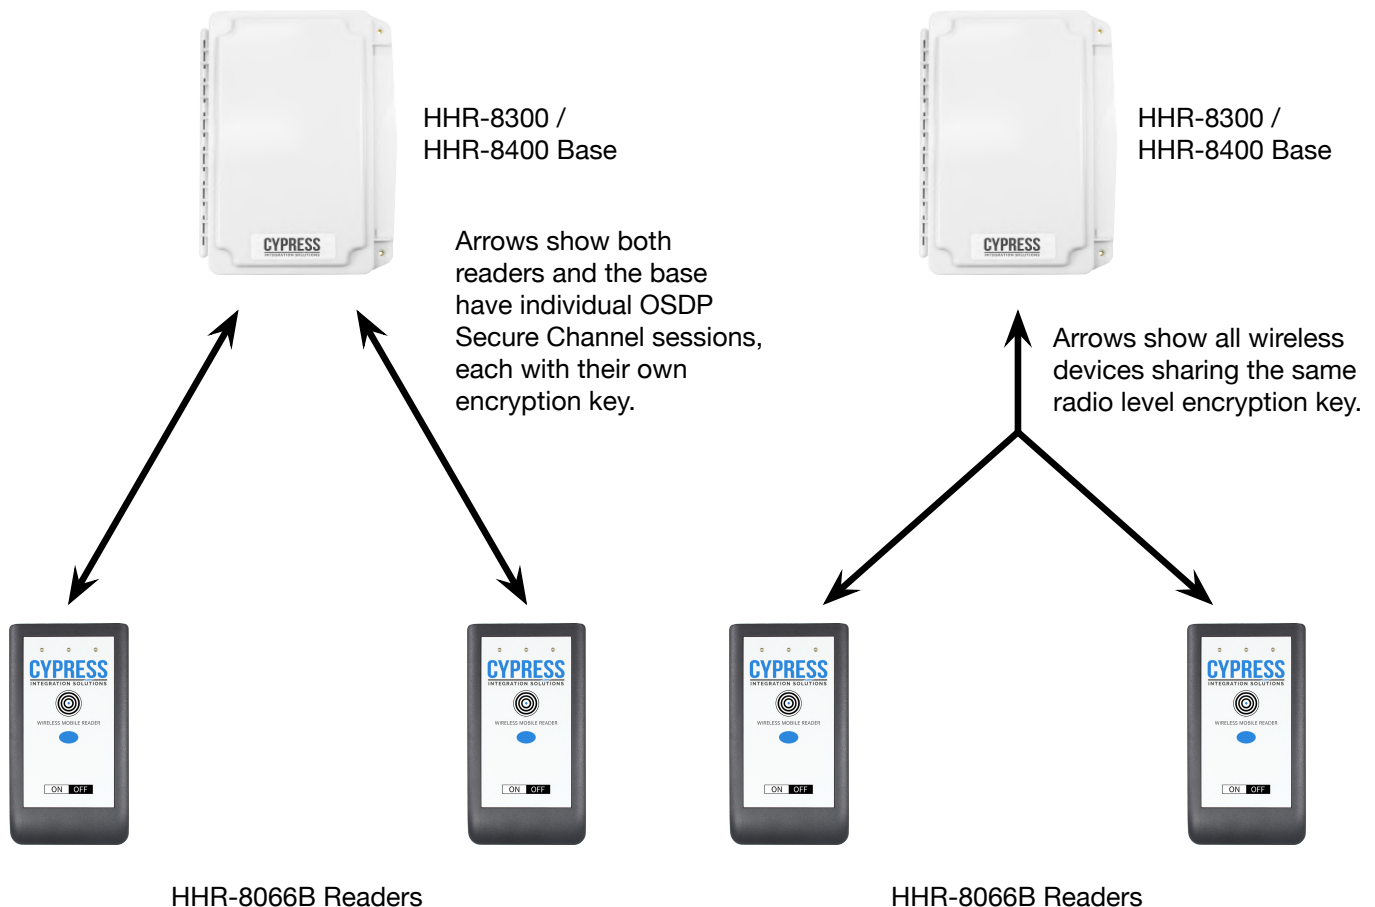 HHR-8300 /
HHR-8400 Base
CYPRESS
INTEGRATION SOLUTIONS
Arrows show both
readers and the base
have individual OSDP
Secure Channel sessions,
each with their own
encryption key.
CYPRESS
INTEGRATION SOLUTIONS
WIRELESS MOBILE READER
ON OFF
CYPRESS
INTEGRATION SOLUTIONS
WIRELESS MOBILE READER
ON OFF
HHR-8066B Readers
HHR-8300 /
HHR-8400 Base
CYPRESS
INTEGRATION SOLUTIONS
Arrows show all wireless
devices sharing the same
radio level encryption key.
CYPRESS
INTEGRATION SOLUTIONS
WIRELESS MOBILE READER
ON OFF
CYPRESS
INTEGRATION SOLUTIONS
WIRELESS MOBILE READER
ON OFF
HHR-8066B Readers